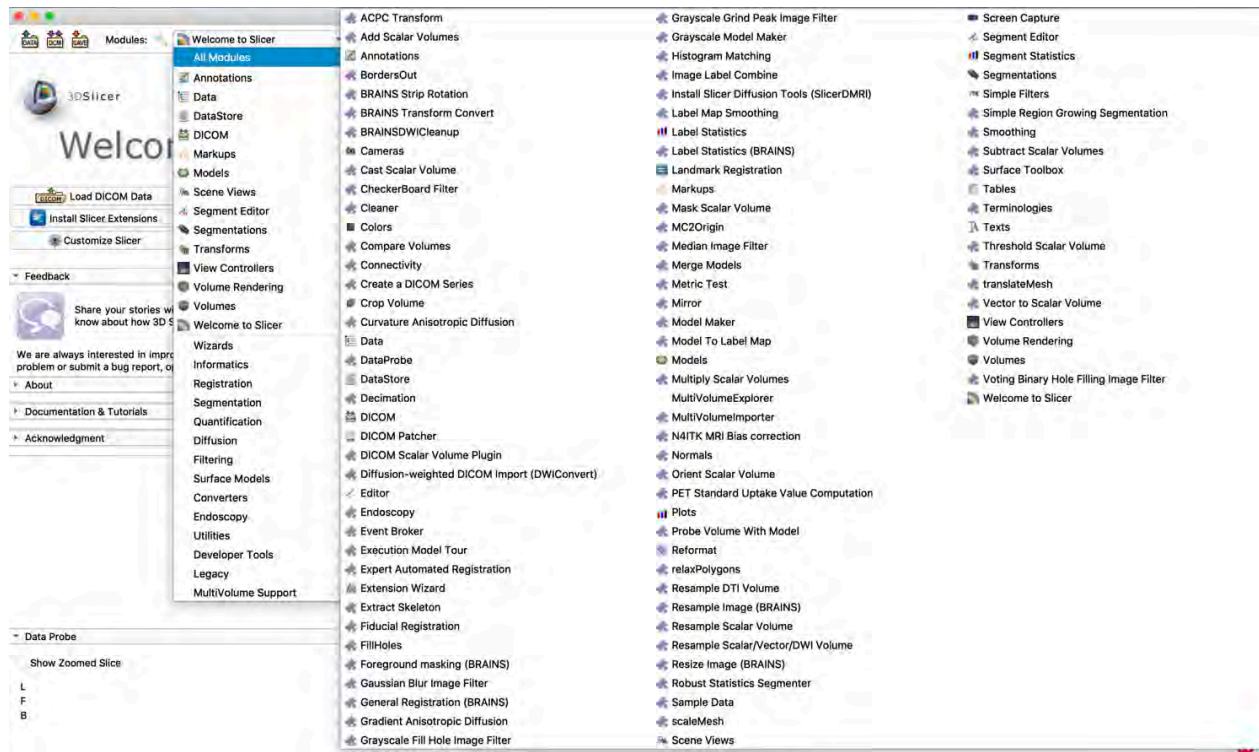 DATA
DCM
SAVE
Modules:
Welcome to Slicer
3DSlicer
Welco
DICOM
Load DICOM Data
Install Slicer Extensions
Customize Slicer
Feedback
Share your stories wi
know about how 3D S
We are always interested in impro
problem or submit a bug report, o
About
Documentation & Tutorials
Acknowledgment
Data Probe
Show Zoomed Slice
L
F
B
All Modules
Annotations
Data
DataStore
DICOM
Markups
Models
Scene Views
Segment Editor
Segmentations
Transforms
View Controllers
Volume Rendering
Volumes
Welcome to Slicer
Wizards
Informatics
Registration
Segmentation
Quantification
Diffusion
Filtering
Surface Models
Converters
Endoscopy
Utilities
Developer Tools
Legacy
MultiVolume Support
ACPC Transform
Add Scalar Volumes
Annotations
BordersOut
BRAINS Strip Rotation
BRAINS Transform Convert
BRAINSDWICleanup
Cameras
Cast Scalar Volume
CheckerBoard Filter
Cleaner
Colors
Compare Volumes
Connectivity
Create a DICOM Series
Crop Volume
Curvature Anisotropic Diffusion
Data
DataProbe
DataStore
Decimation
DICOM
DICOM Patcher
DICOM Scalar Volume Plugin
Diffusion-weighted DICOM Import (DWIConvert)
Editor
Endoscopy
Event Broker
Execution Model Tour
Expert Automated Registration
Extension Wizard
Extract Skeleton
Fiducial Registration
FillHoles
Foreground masking (BRAINS)
Gaussian Blur Image Filter
General Registration (BRAINS)
Gradient Anisotropic Diffusion
Grayscale Fill Hole Image Filter
Grayscale Grind Peak Image Filter
Grayscale Model Maker
Histogram Matching
Image Label Combine
Install Slicer Diffusion Tools (SlicerDMRI)
Label Map Smoothing
Label Statistics
Label Statistics (BRAINS)
Landmark Registration
Markups
Mask Scalar Volume
MC2Origin
Median Image Filter
Merge Models
Metric Test
Mirror
Model Maker
Model To Label Map
Models
Multiply Scalar Volumes
MultiVolumeExplorer
MultiVolumeImporter
N4ITK MRI Bias correction
Normals
Orient Scalar Volume
PET Standard Uptake Value Computation
Plots
Probe Volume With Model
Reformat
relaxPolygons
Resample DTI Volume
Resample Image (BRAINS)
Resample Scalar Volume
Resample Scalar/Vector/DWI Volume
Resize Image (BRAINS)
Robust Statistics Segmenter
Sample Data
scaleMesh
Scene Views
Screen Capture
Segment Editor
Segment Statistics
Segmentations
Simple Filters
Simple Region Growing Segmentation
Smoothing
Subtract Scalar Volumes
Surface Toolbox
Tables
Terminologies
Texts
Threshold Scalar Volume
Transforms
translateMesh
Vector to Scalar Volume
View Controllers
Volume Rendering
Volumes
Voting Binary Hole Filling Image Filter
Welcome to Slicer